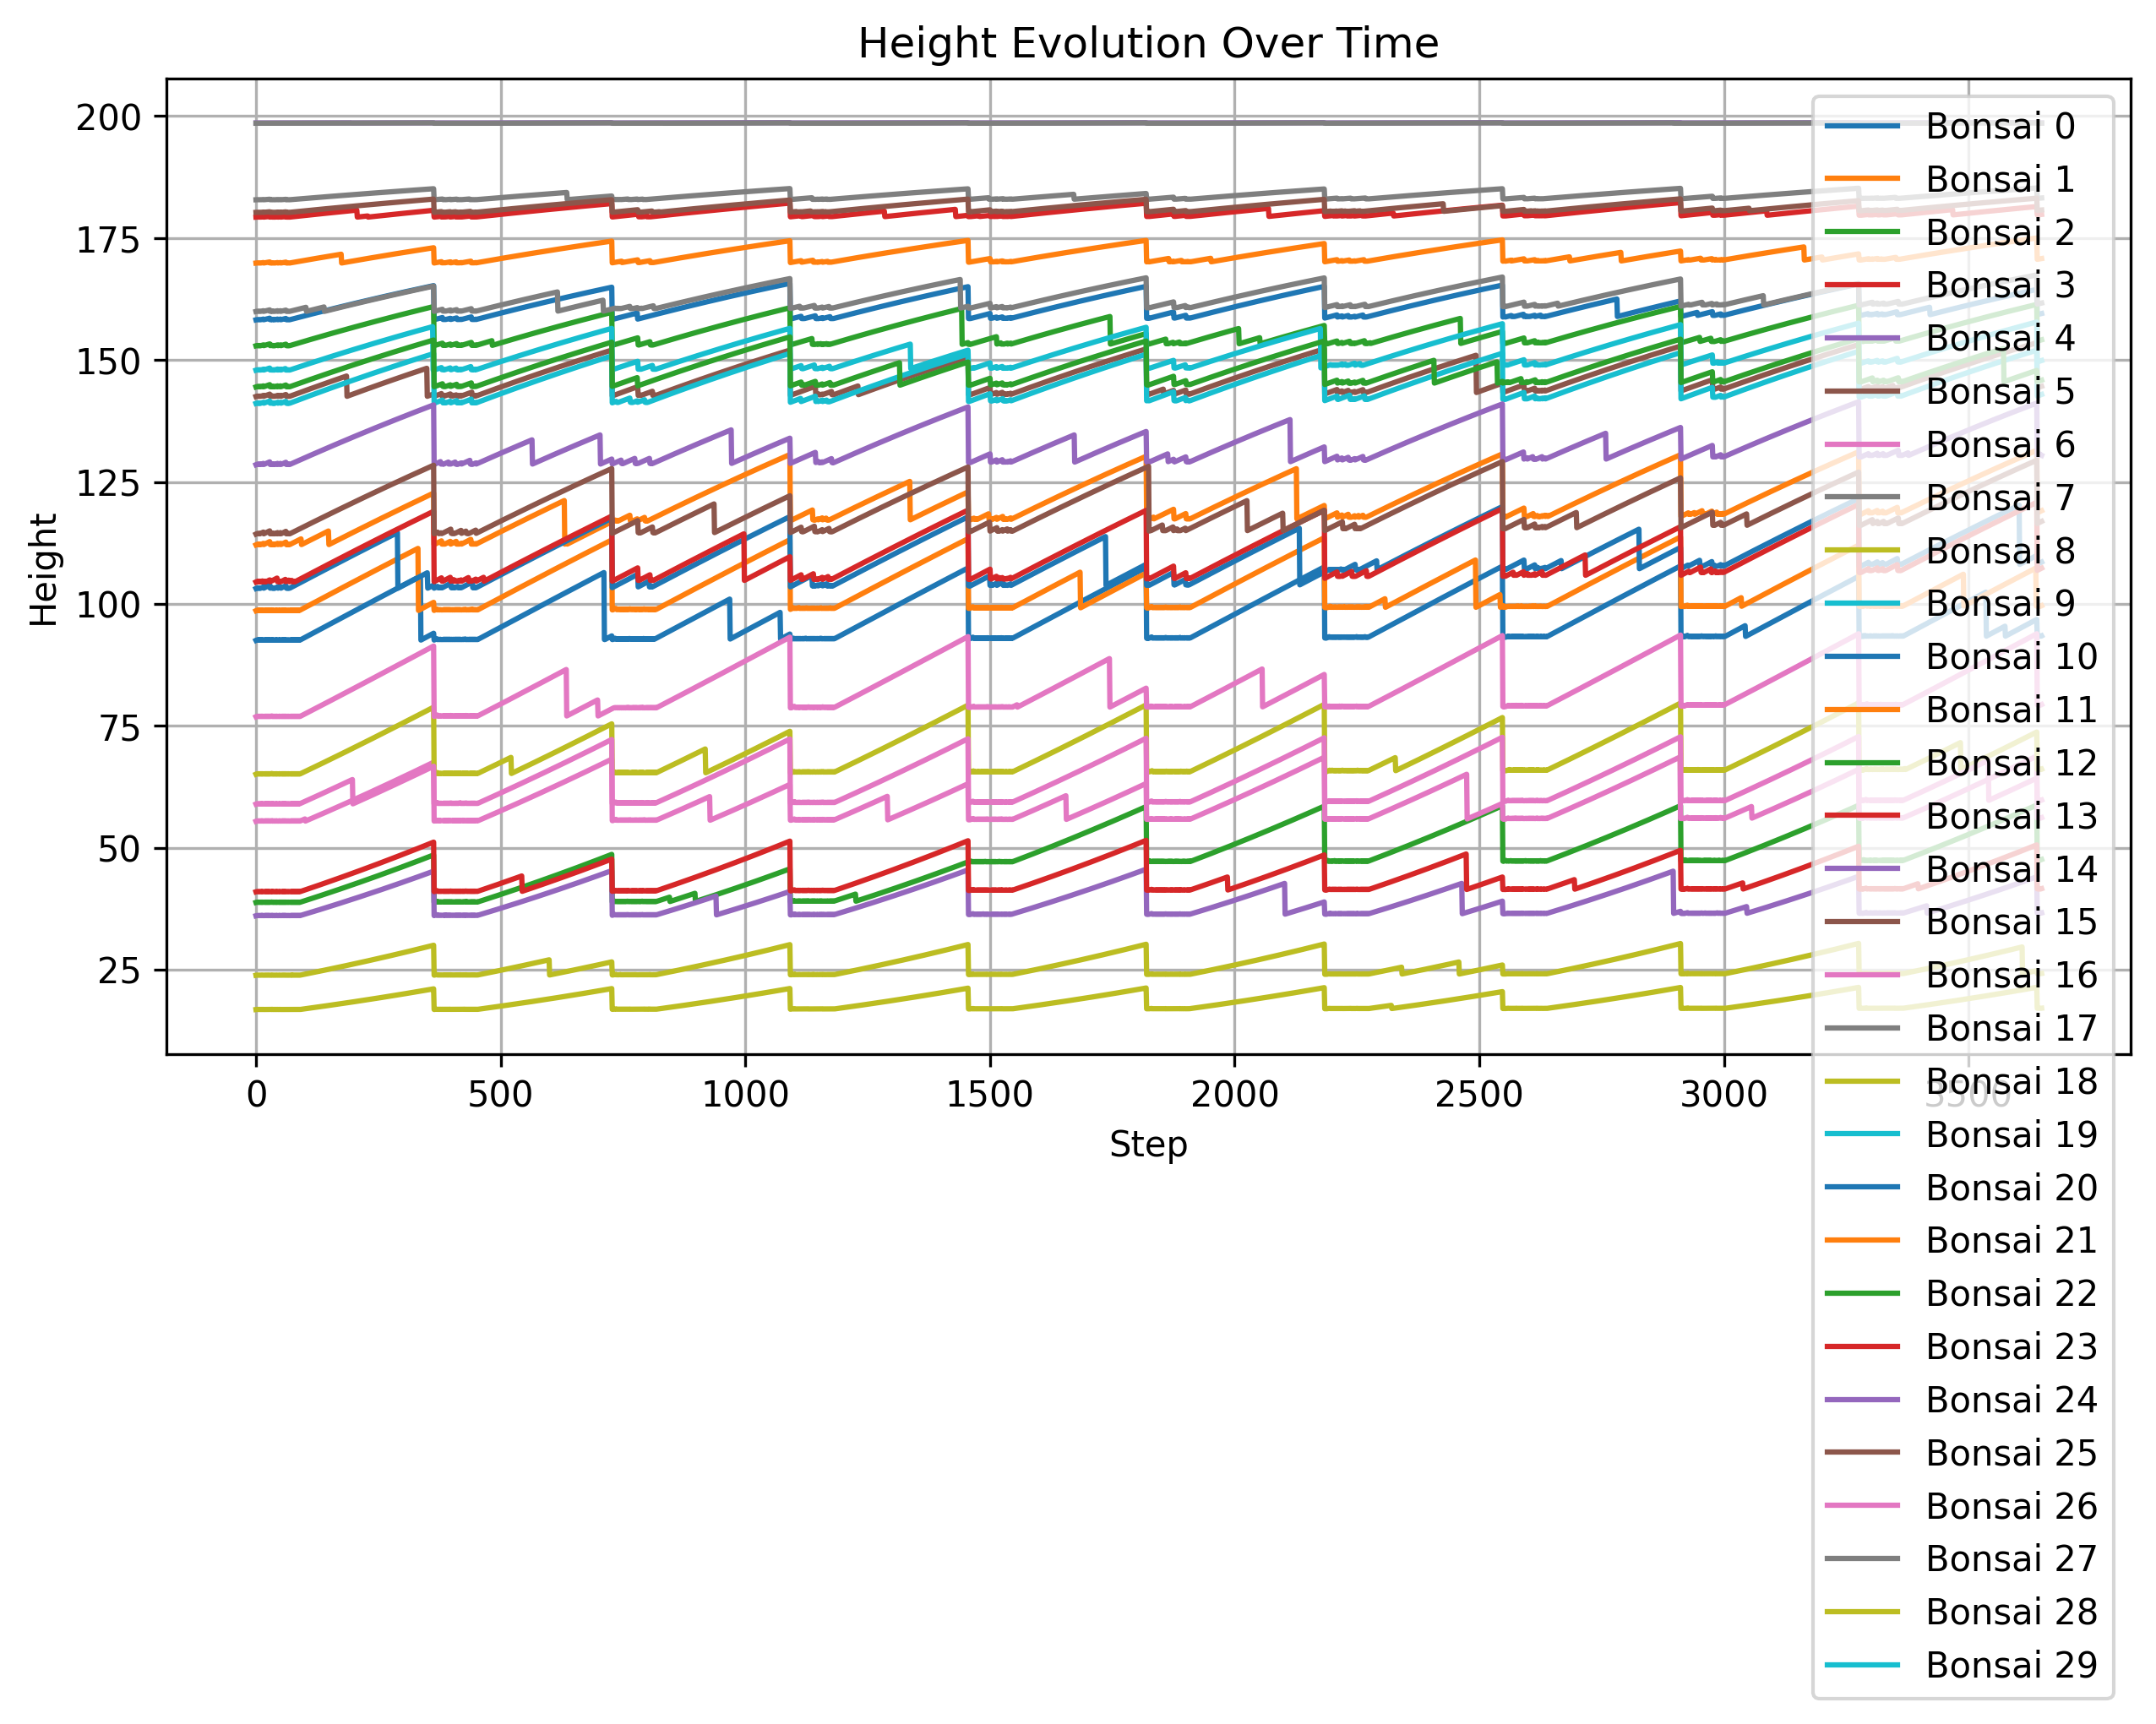 Height Evolution Over Time
Height
200
175
150
125
100
75
50
25
0
500
1000
1500
2000
2500
3000
3500
Step
Bonsai 0
Bonsai 1
Bonsai 2
Bonsai 3
Bonsai 4
Bonsai 5
Bonsai 6
Bonsai 7
Bonsai 8
Bonsai 9
Bonsai 10
Bonsai 11
Bonsai 12
Bonsai 13
Bonsai 14
Bonsai 15
Bonsai 16
Bonsai 17
Bonsai 18
Bonsai 19
Bonsai 20
Bonsai 21
Bonsai 22
Bonsai 23
Bonsai 24
Bonsai 25
Bonsai 26
Bonsai 27
Bonsai 28
Bonsai 29